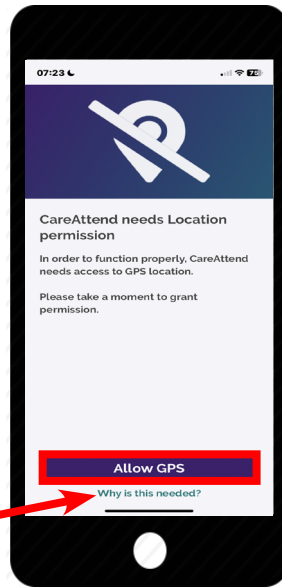 07:23
75
CareAttend needs Location
permission
In order to function properly, CareAttend
needs access to GPS location.
Please take a moment to grant
permission.
Allow GPS
Why is this needed?